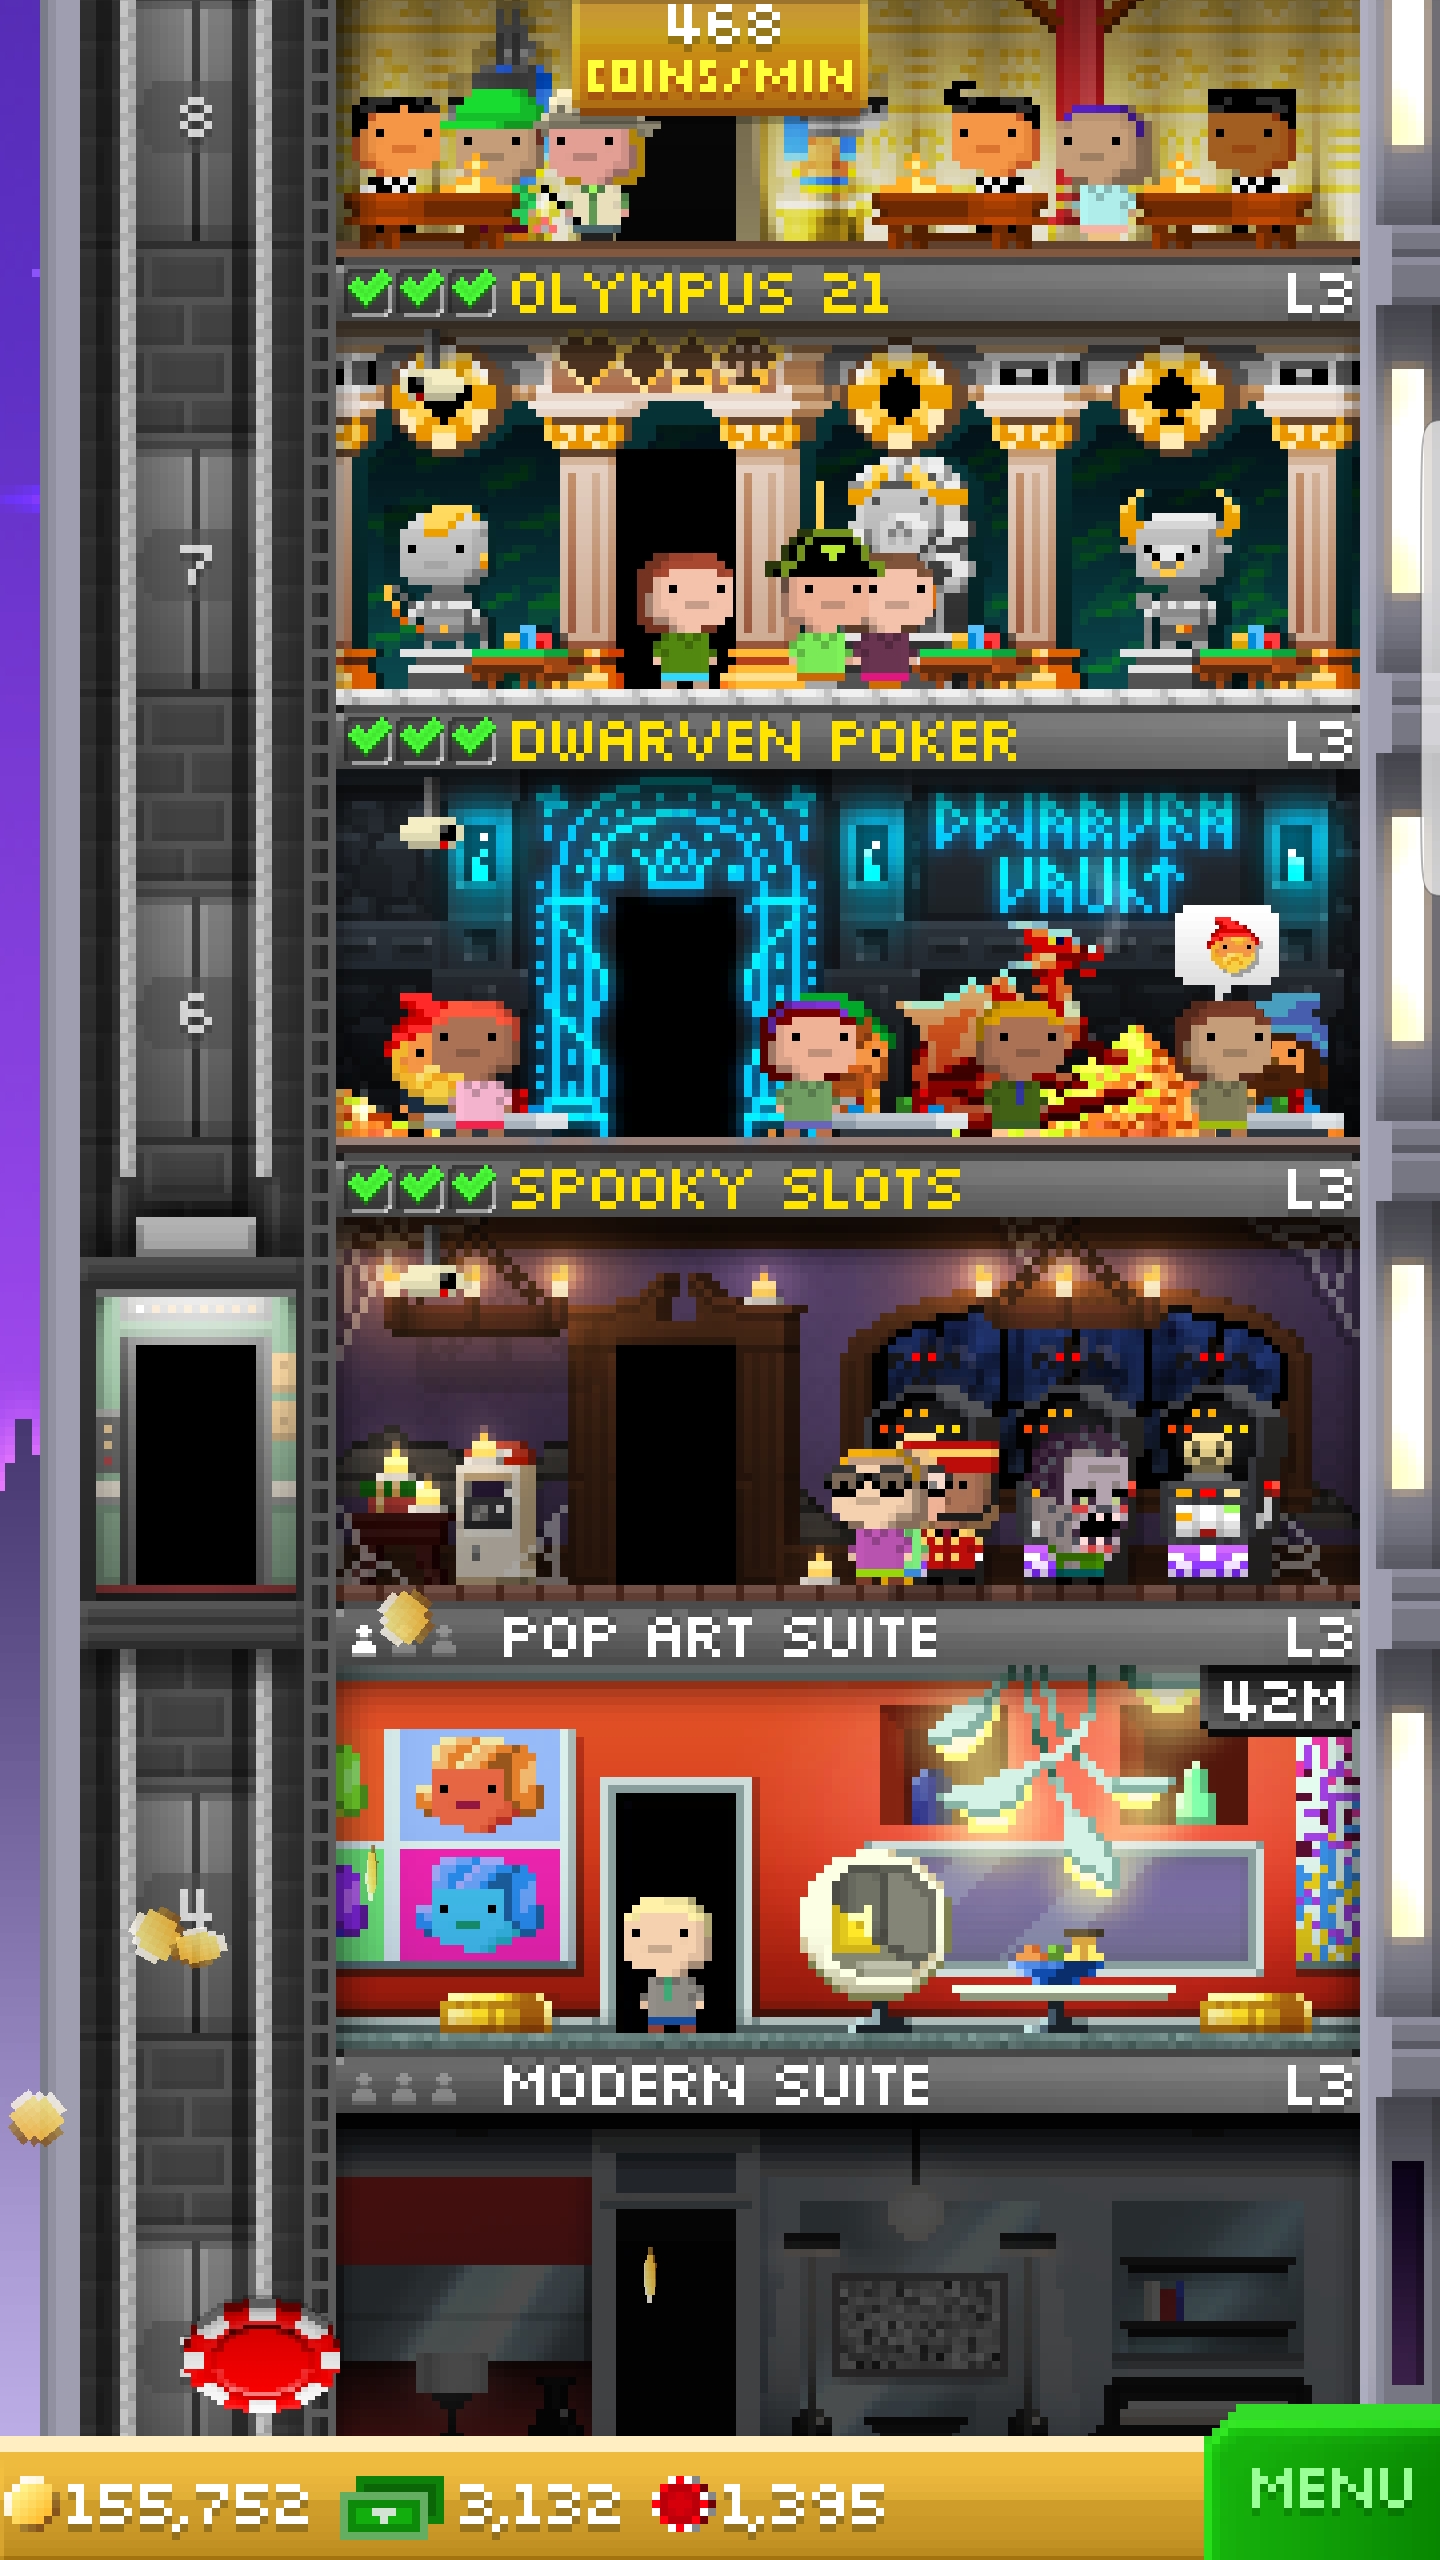 468
COINS/MIN
8
OLYMPUS 21 L3
7
DWARVEN POKER L3
DWARVEN
VAULT
6
SPOOKY SLOTS L3
POP ART SUITE L3
42M
4
MODERN SUITE L3
155,752 3,132 1,395
MENU